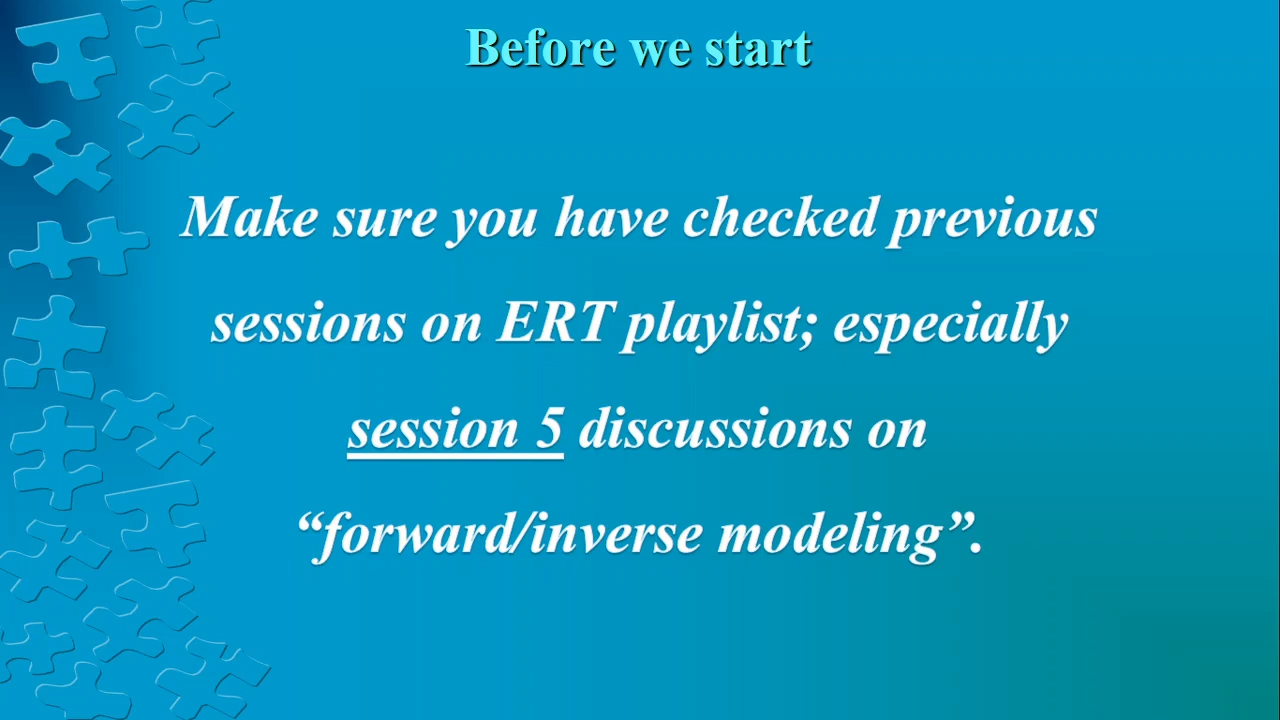 Before we start
Make sure you have checked previous
sessions on ERT playlist; especially
session 5 discussions on
“forward/inverse modeling”.